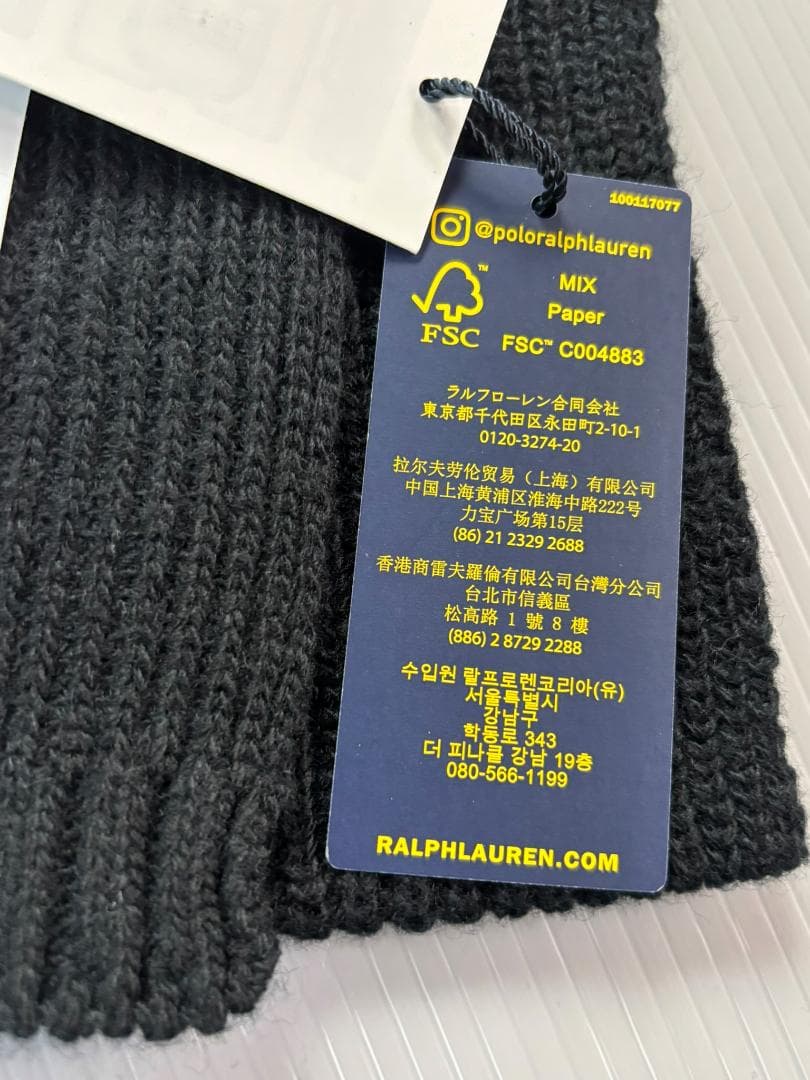 100117077
@poloralphlauren
FSC™
MIX
Paper
FSC™ C004883
ラルフローレン合同会社
東京都千代田区永田町2-10-1
0120-3274-20
拉尔夫劳伦贸易（上海）有限公司
中国上海黄浦区淮海中路222号
力宝广场第15层
(86) 21 2329 2688
香港商雷夫羅倫有限公司台灣分公司
台北市信義區
松高路 1 號 8 樓
(886) 2 8729 2288
수입원 랄프로렌코리아(유)
서울특별시
강남구
학동로 343
더 피나클 강남 19층
080-566-1199
RALPHLAUREN.COM